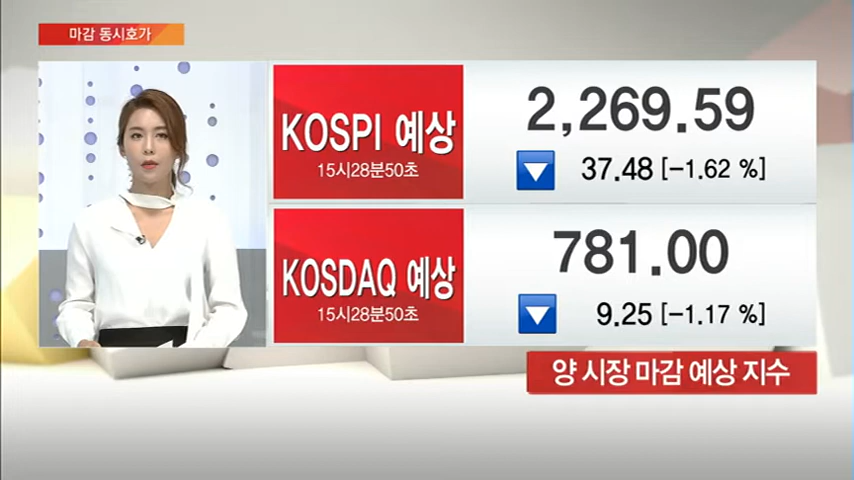 마감 동시호가
KOSPI 예상
15시28분50초
2,269.59
▼ 37.48 [-1.62 %]
KOSDAQ 예상
15시28분50초
781.00
▼ 9.25 [-1.17 %]
양 시장 마감 예상 지수